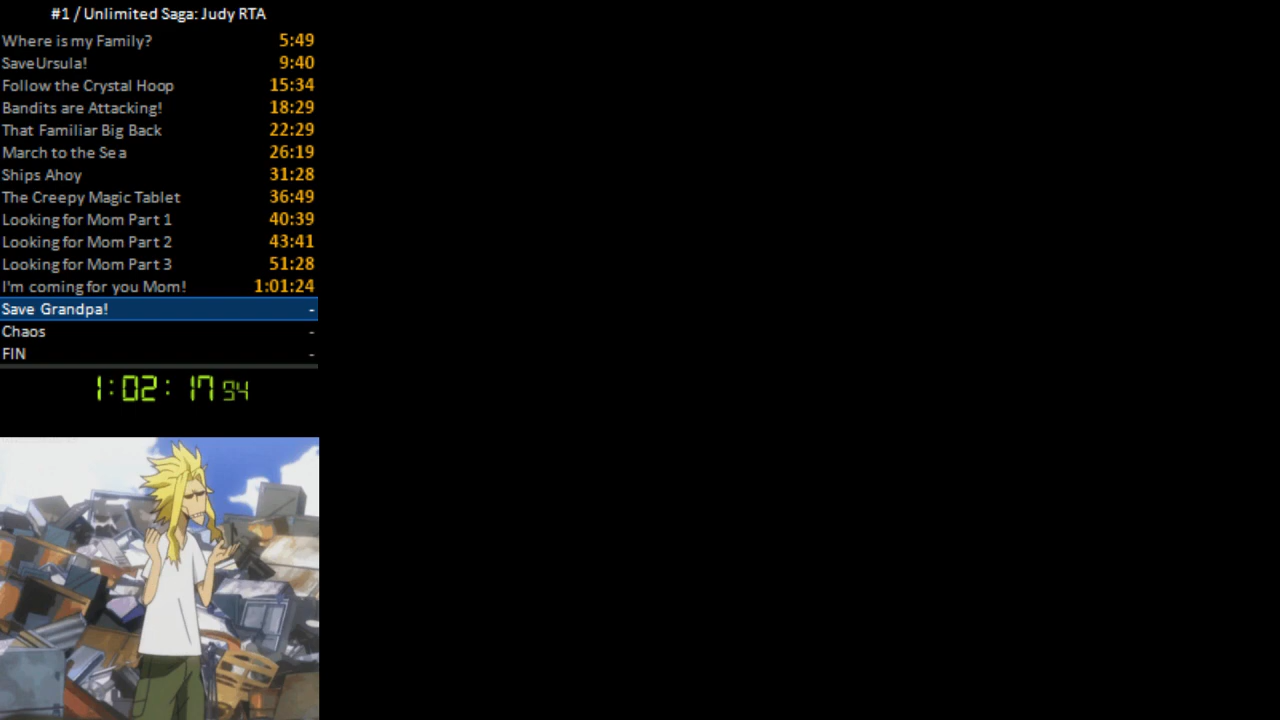 #1 / Unlimited Saga: Judy RTA
Where is my Family? 5:49
Save Ursula! 9:40
Follow the Crystal Hoop 15:34
Bandits are Attacking! 18:29
That Familiar Big Back 22:29
March to the Sea 26:19
Ships Ahoy 31:28
The Creepy Magic Tablet 36:49
Looking for Mom Part 1 40:39
Looking for Mom Part 2 43:41
Looking for Mom Part 3 51:28
I'm coming for you Mom! 1:01:24
Save Grandpa! -
Chaos -
FIN -
1:02:17 94